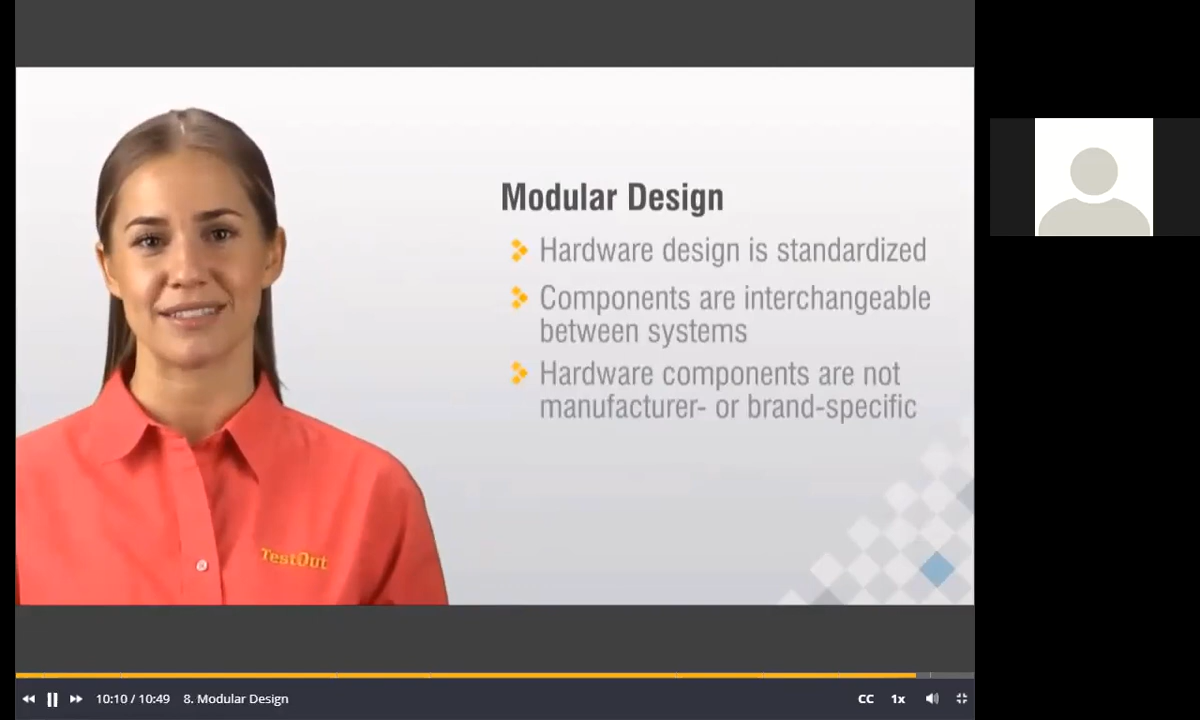 Modular Design
Hardware design is standardized
Components are interchangeable
between systems
Hardware components are not
manufacturer- or brand-specific
TestOut
10:10 / 10:49 8. Modular Design CC 1x